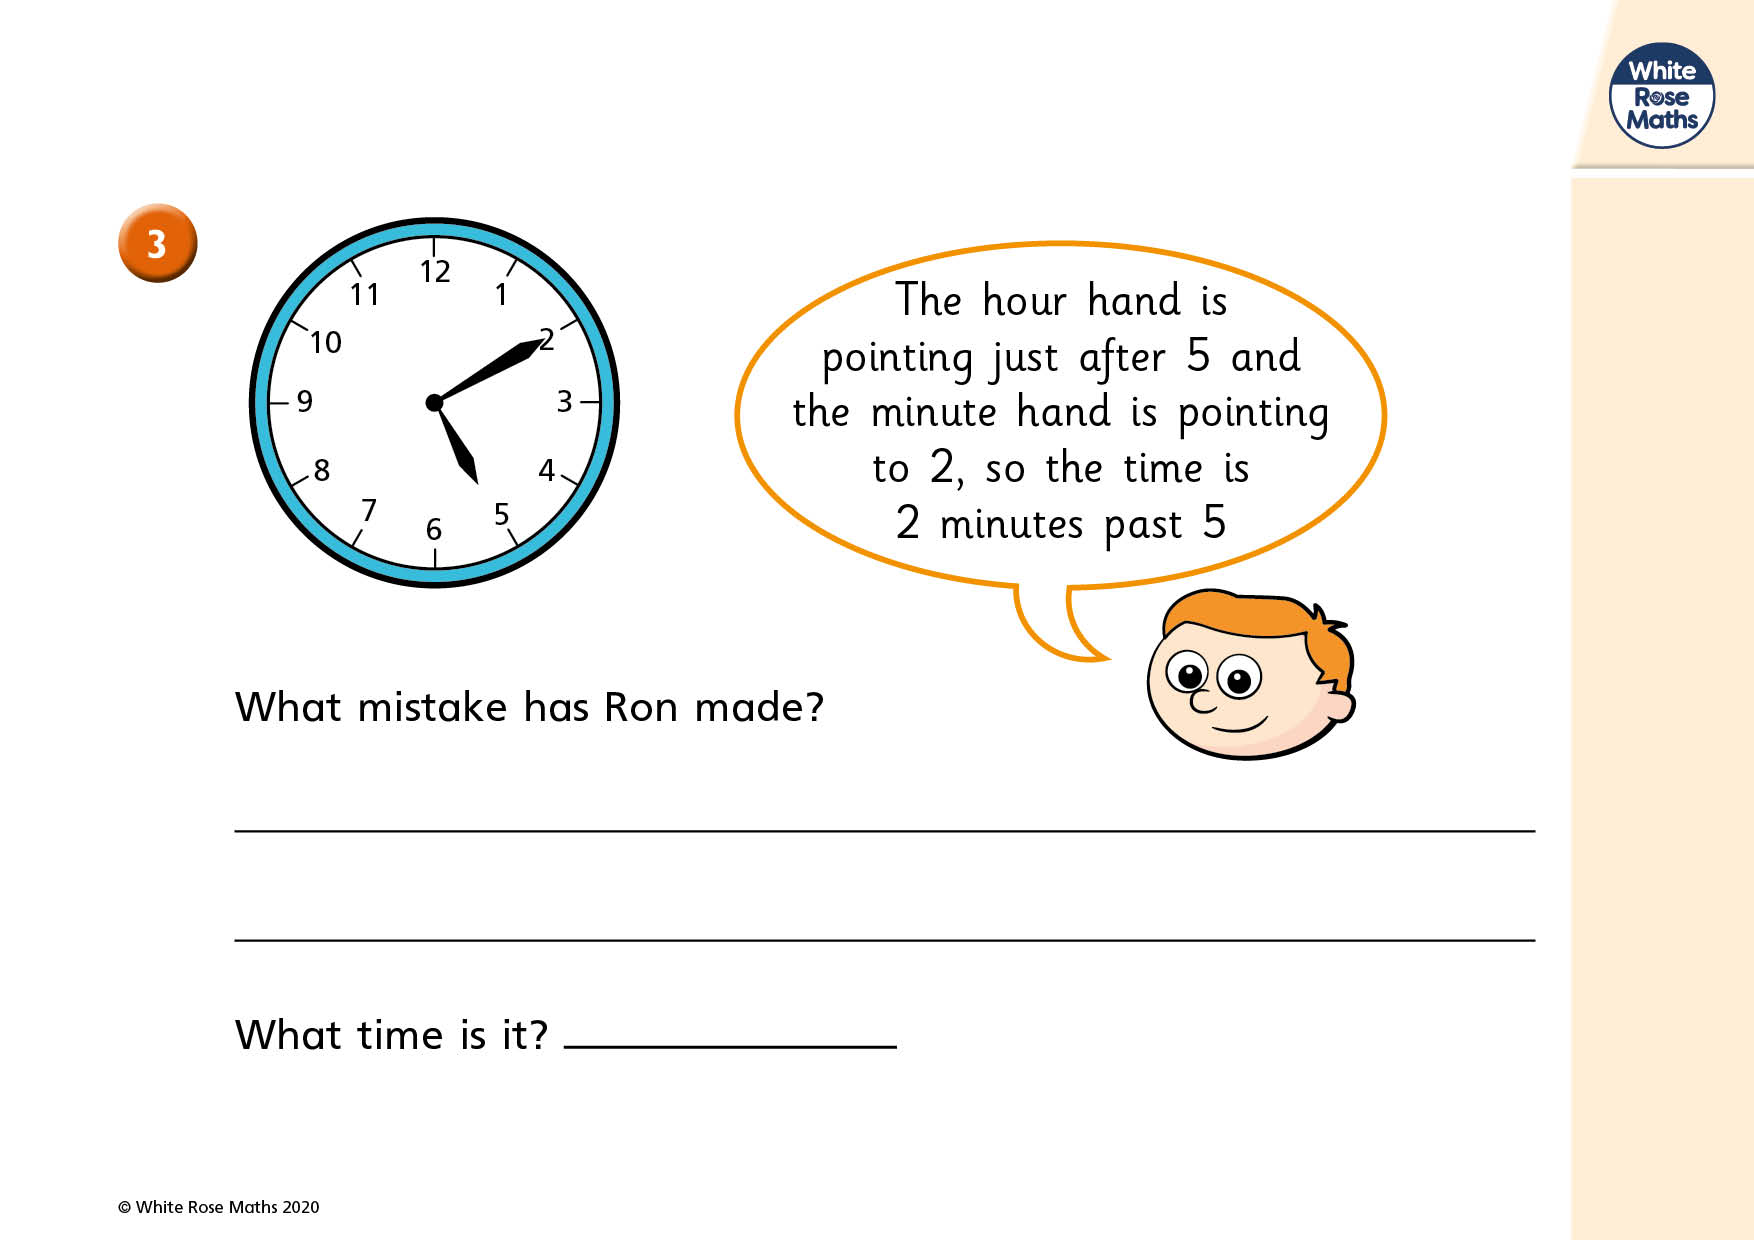 White
Rose
Maths
3
12
11
1
10
2
9
3
8
4
7
5
6
The hour hand is
pointing just after 5 and
the minute hand is pointing
to 2, so the time is
2 minutes past 5
What mistake has Ron made?
What time is it?
© White Rose Maths 2020